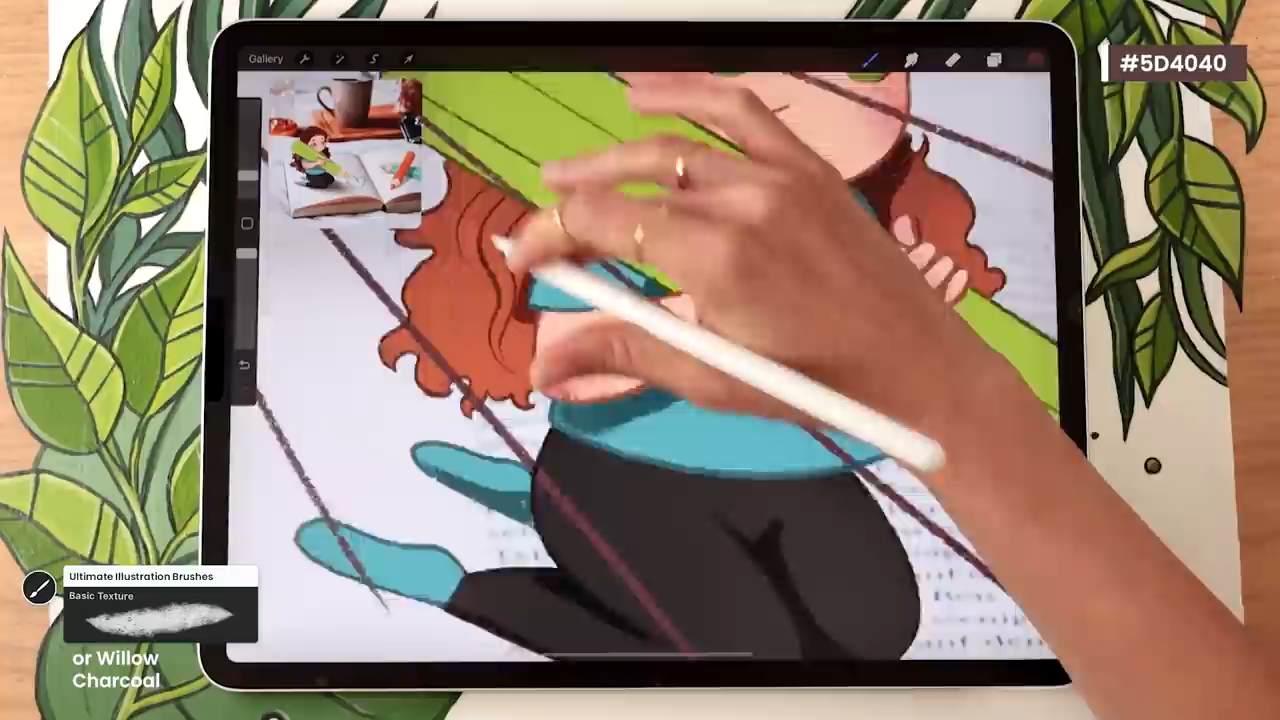 Gallery
#5D4040
Ultimate Illustration Brushes
Basic Texture
or Willow
Charcoal